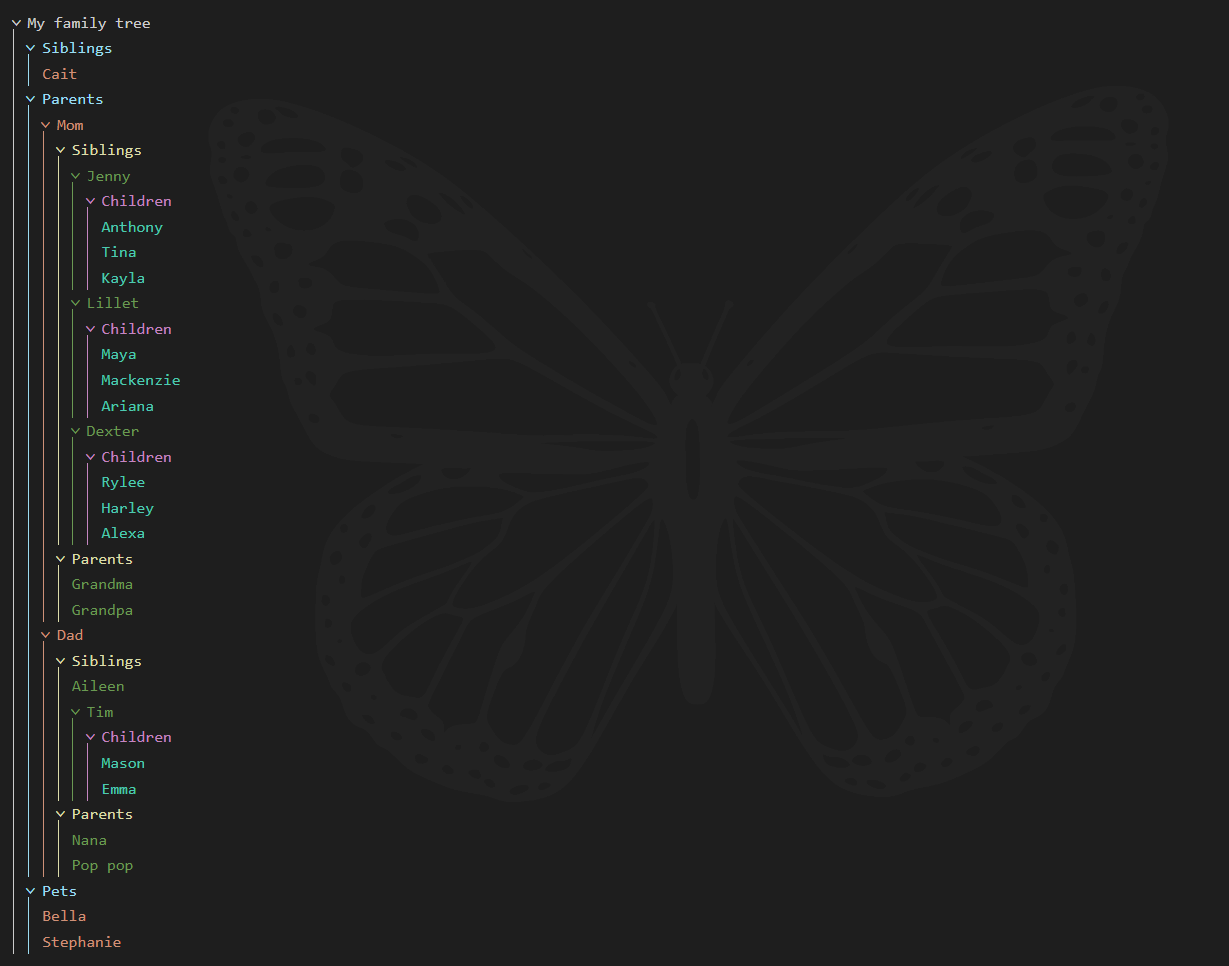 My family tree
Siblings
Cait
Parents
Mom
Siblings
Jenny
Children
Anthony
Tina
Kayla
Lillet
Children
Maya
Mackenzie
Ariana
Dexter
Children
Rylee
Harley
Alexa
Parents
Grandma
Grandpa
Dad
Siblings
Aileen
Tim
Children
Mason
Emma
Parents
Nana
Pop pop
Pets
Bella
Stephanie